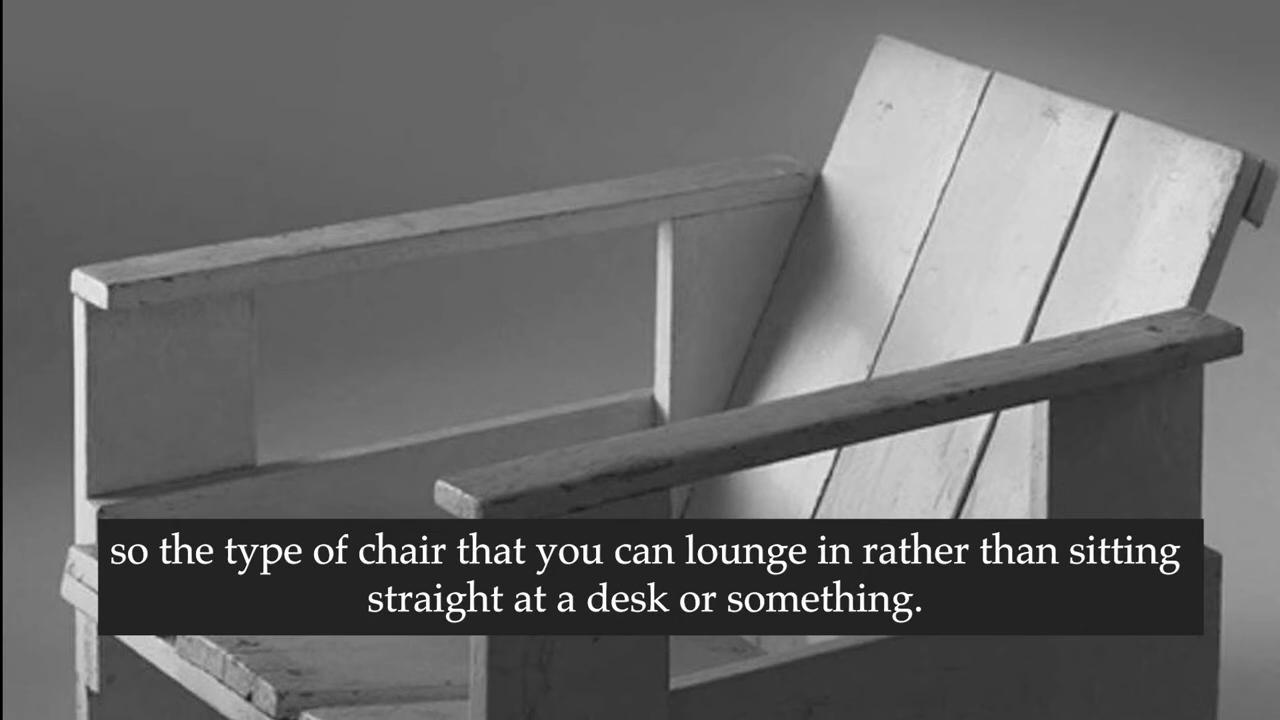 so the type of chair that you can lounge in rather than sitting
straight at a desk or something.